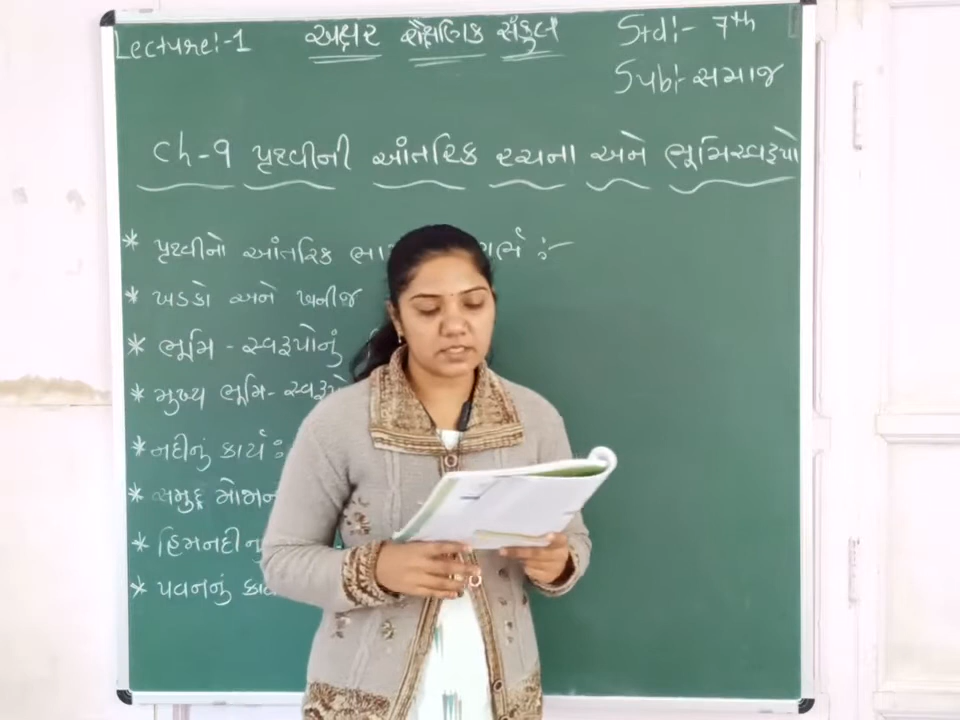 Lecture:-1 અક્ષર શૈક્ષણિક સંકુલ Std:- 7th
Sub:- સમાજ
Ch-9 પૃથ્વીની આંતરિક રચના અને ભૂમિસ્વરૂપો
* પૃથ્વીનો આંતરિક :-
* ખડકો અને ખનીજ
* ભૂમિ - સ્વરૂપોનું
* મુખ્ય ભૂમિ-
* નદીનું કાર્ય :
* સમુદ્ર
* હિમનદીનુ
* પવનનું